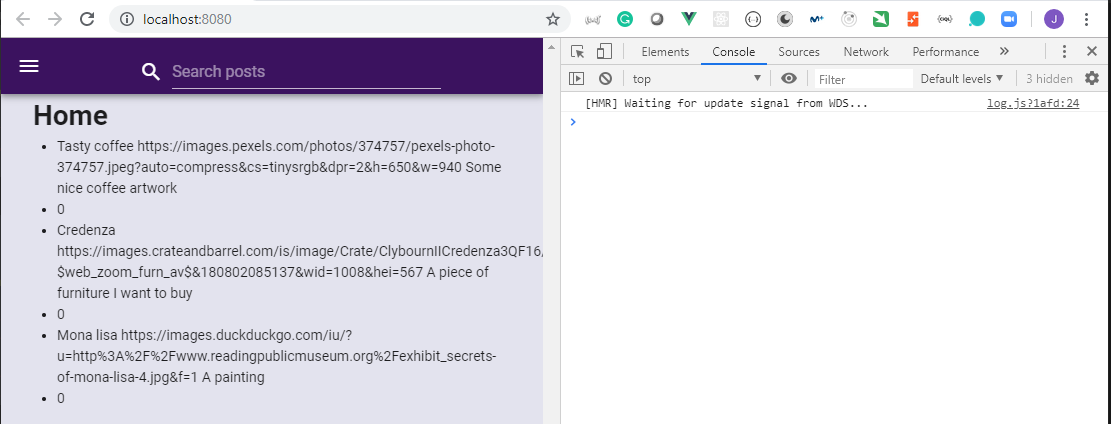 localhost:8080
Search posts
Home
Tasty coffee https://images.pexels.com/photos/374757/pexels-photo-
374757.jpeg?auto=compress&cs=tinysrgb&dpr=2&h=650&w=940 Some
nice coffee artwork
0
Credenza
https://images.crateandbarrel.com/is/image/Crate/ClybournIICredenza3QF16/
$web_zoom_furn_av$&180802085137&wid=1008&hei=567 A piece of
furniture I want to buy
0
Mona lisa https://images.duckduckgo.com/iu/?
u=http%3A%2F%2Fwww.readingpublicmuseum.org%2Fexhibit_secrets-
of-mona-lisa-4.jpg&f=1 A painting
0
J
Elements Console Sources Network Performance »
top Filter Default levels 3 hidden
[HMR] Waiting for update signal from WDS... log.js?1afd:24